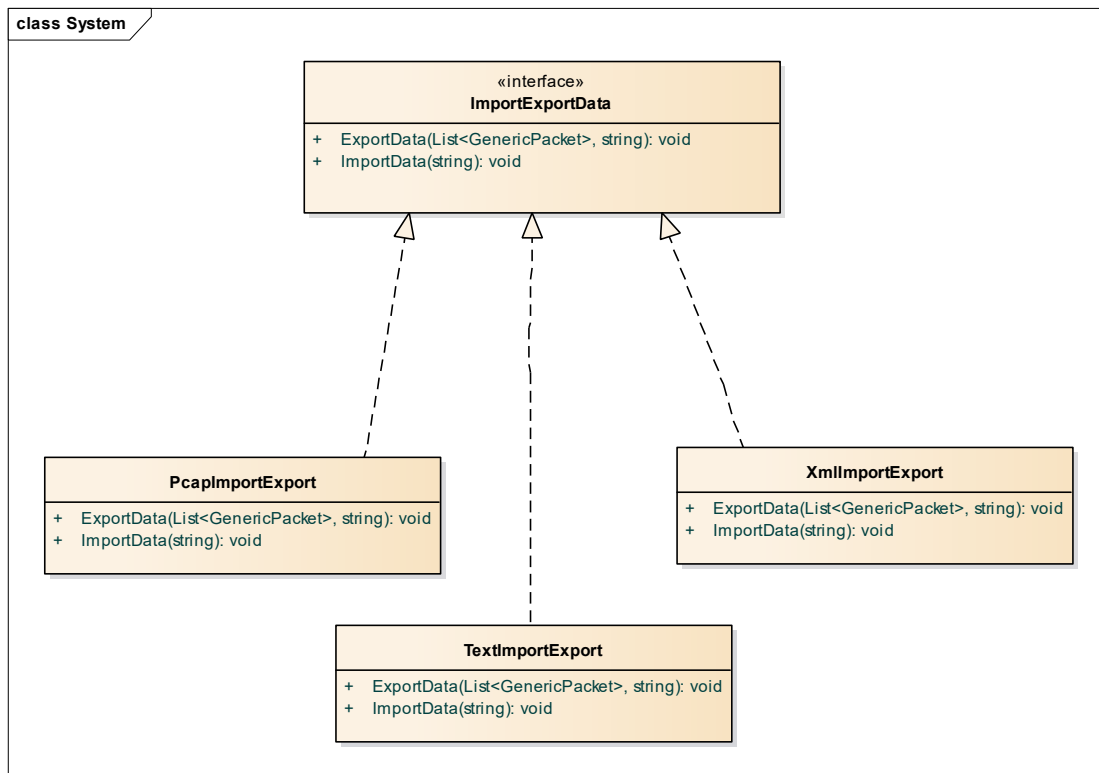 class System
«interface»
ImportExportData
+ ExportData(List<GenericPacket>, string): void
+ ImportData(string): void
PcapImportExport
+ ExportData(List<GenericPacket>, string): void
+ ImportData(string): void
XmlImportExport
+ ExportData(List<GenericPacket>, string): void
+ ImportData(string): void
TextImportExport
+ ExportData(List<GenericPacket>, string): void
+ ImportData(string): void